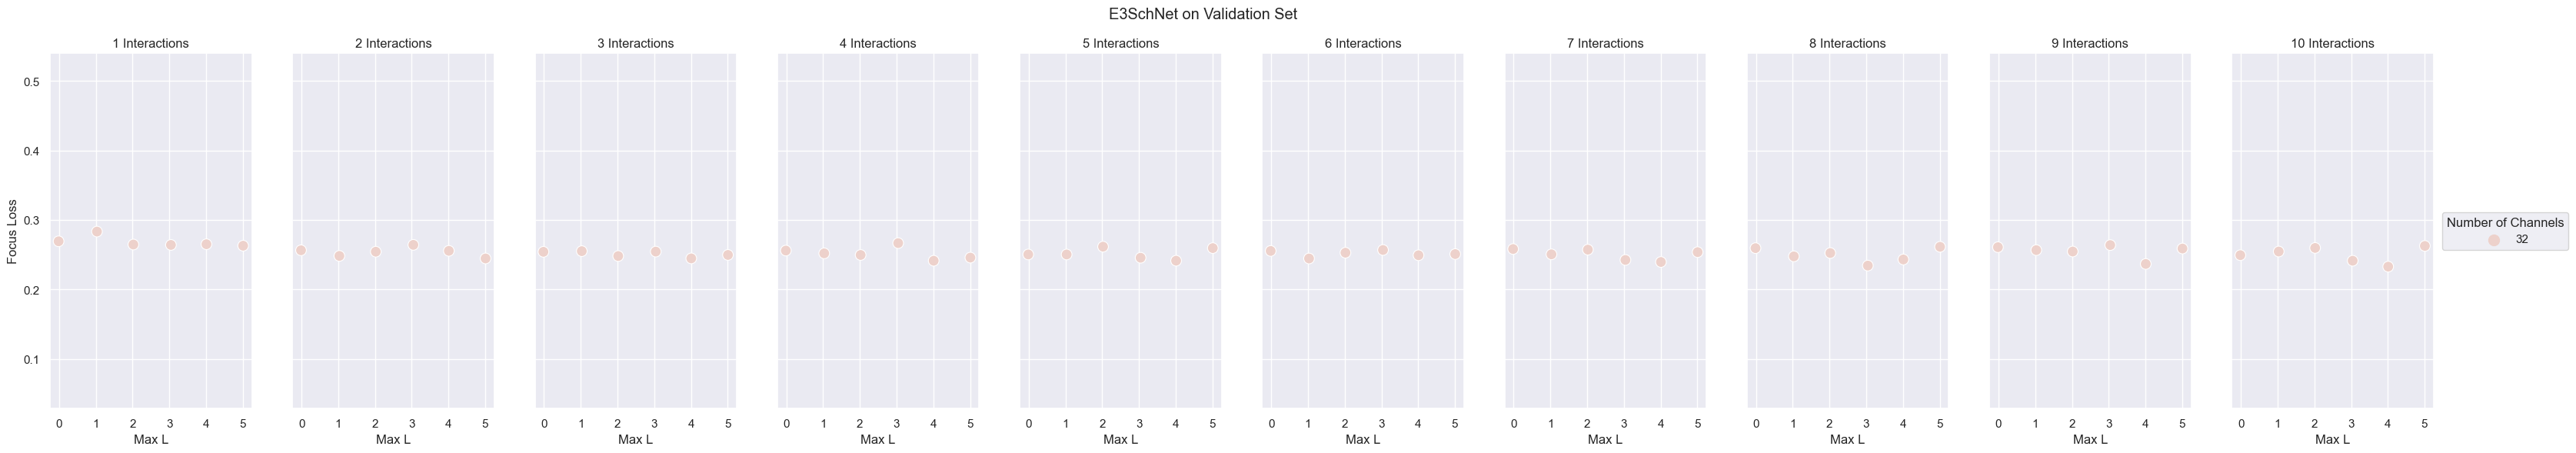 E3SchNet on Validation Set
1 Interactions
2 Interactions
3 Interactions
4 Interactions
5 Interactions
6 Interactions
7 Interactions
8 Interactions
9 Interactions
10 Interactions
0.5
0.4
0.3
0.2
0.1
Focus Loss
0 1 2 3 4 5
0 1 2 3 4 5
0 1 2 3 4 5
0 1 2 3 4 5
0 1 2 3 4 5
0 1 2 3 4 5
0 1 2 3 4 5
0 1 2 3 4 5
0 1 2 3 4 5
0 1 2 3 4 5
Max L
Max L
Max L
Max L
Max L
Max L
Max L
Max L
Max L
Max L
Number of Channels
32